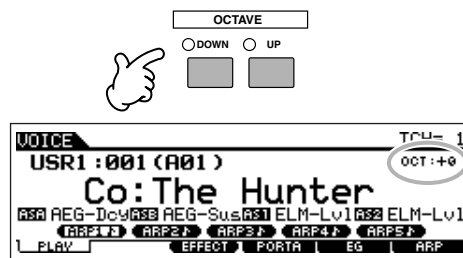 OCTAVE
DOWN UP
VOICE TCH= 1
USR1:001(A01) OCT:+0
Co:The Hunter
ASA AEG-Dcy ASB AEG-Sus AS1 ELM-Lvl AS2 ELM-Lvl
ARP1♪ ARP2♪ ARP3♪ ARP4♪ ARP5♪
PLAY EFFECT PORTA EG ARP